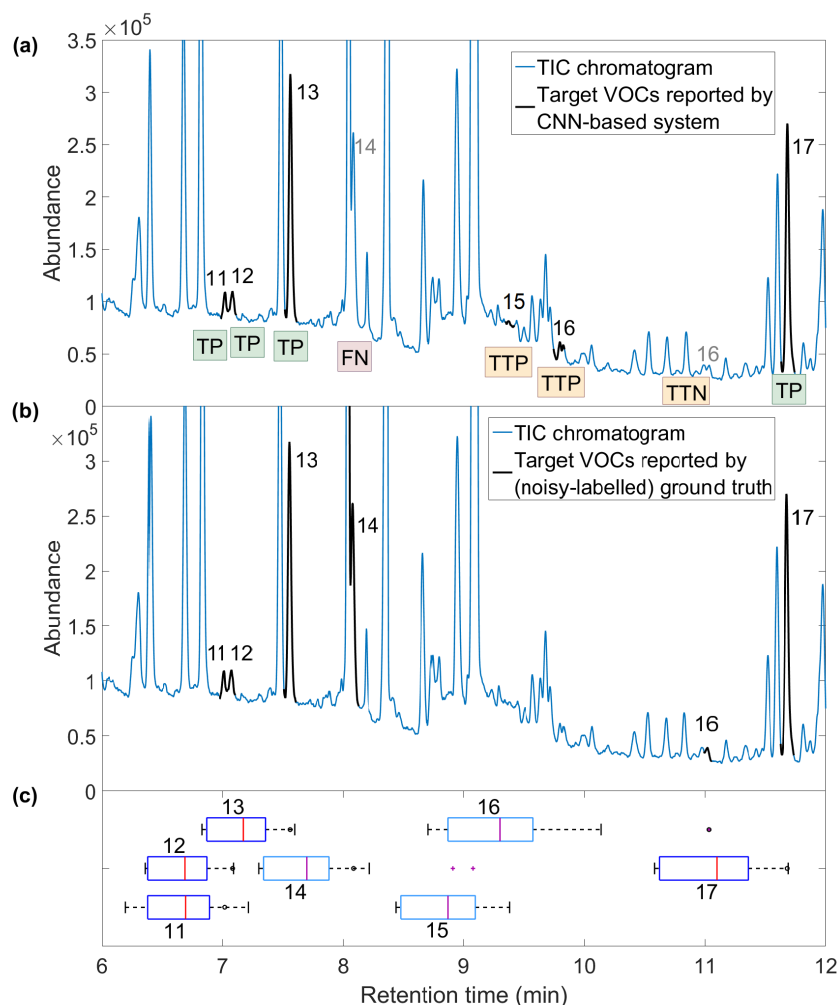 (a)
×10⁵
3.5
3
2.5
2
1.5
1
0.5
0
Abundance
TIC chromatogram
Target VOCs reported by
CNN-based system
13
14
17
11 12
15
16
16
TP
TP
TP
FN
TTP
TTP
TTN
TP
(b)
×10⁵
3
2.5
2
1.5
1
0.5
0
Abundance
TIC chromatogram
Target VOCs reported by
(noisy-labelled) ground truth
13
14
17
11 12
16
(c)
13
16
12
14
17
11
15
6 7 8 9 10 11 12
Retention time (min)